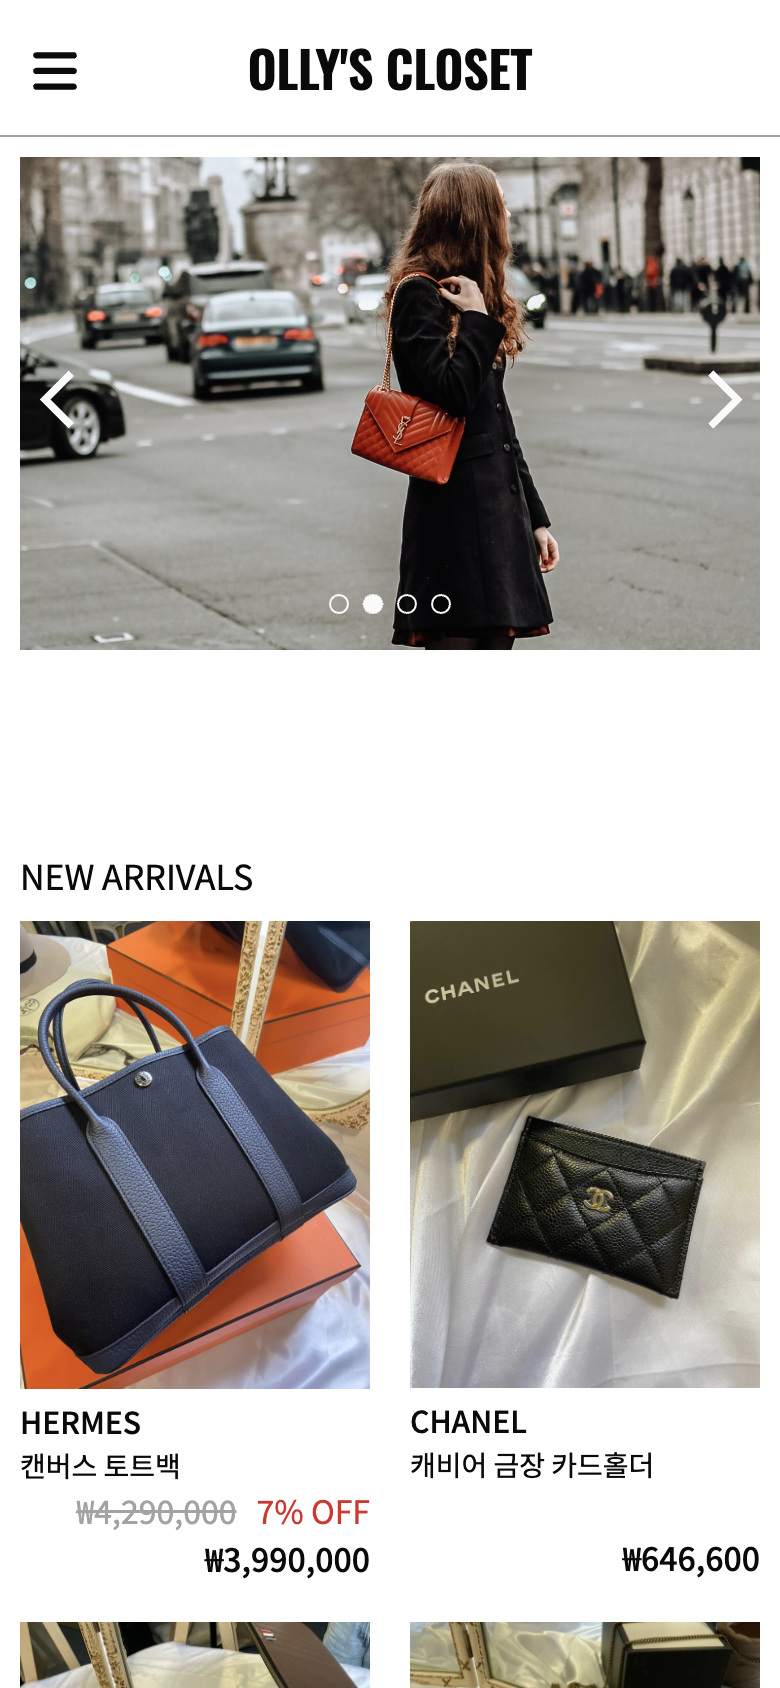 OLLY'S CLOSET
YSL
NEW ARRIVALS
CHANEL
HERMES
캔버스 토트백
₩4,290,000 7% OFF
₩3,990,000
CHANEL
캐비어 금장 카드홀더
₩646,600